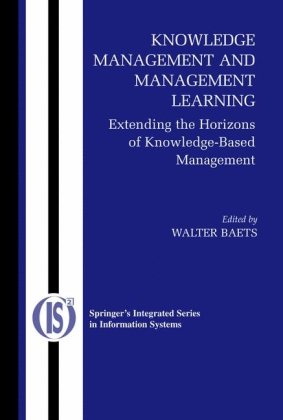 KNOWLEDGE
MANAGEMENT AND
MANAGEMENT
LEARNING
Extending the Horizons
of Knowledge-Based
Management
Edited by
WALTER BAETS
IS
2
Springer's Integrated Series
in Information Systems